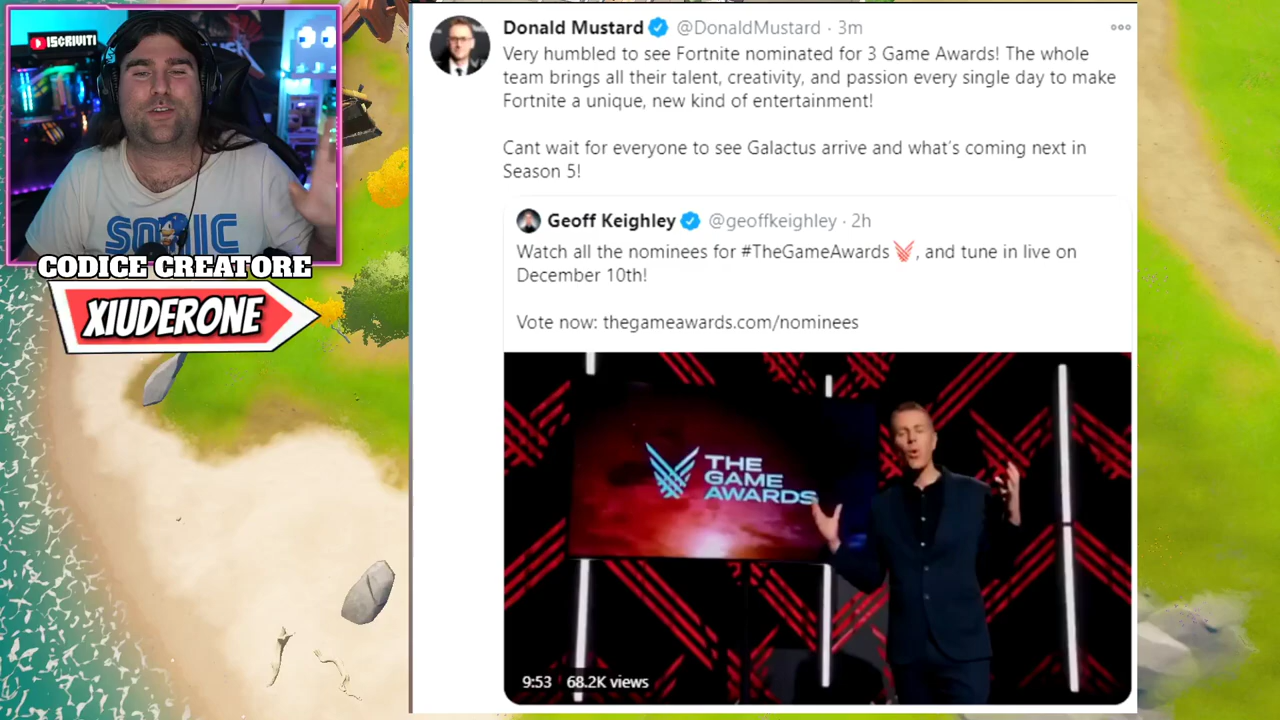 ISCRIVITI
SONIC
CODICE CREATORE
XIUDERONE
Donald Mustard @DonaldMustard · 3m
Very humbled to see Fortnite nominated for 3 Game Awards! The whole
team brings all their talent, creativity, and passion every single day to make
Fortnite a unique, new kind of entertainment!
Cant wait for everyone to see Galactus arrive and what's coming next in
Season 5!
Geoff Keighley @geoffkeighley · 2h
Watch all the nominees for #TheGameAwards, and tune in live on
December 10th!
Vote now: thegameawards.com/nominees
THE
GAME
AWARDS
9:53 68.2K views